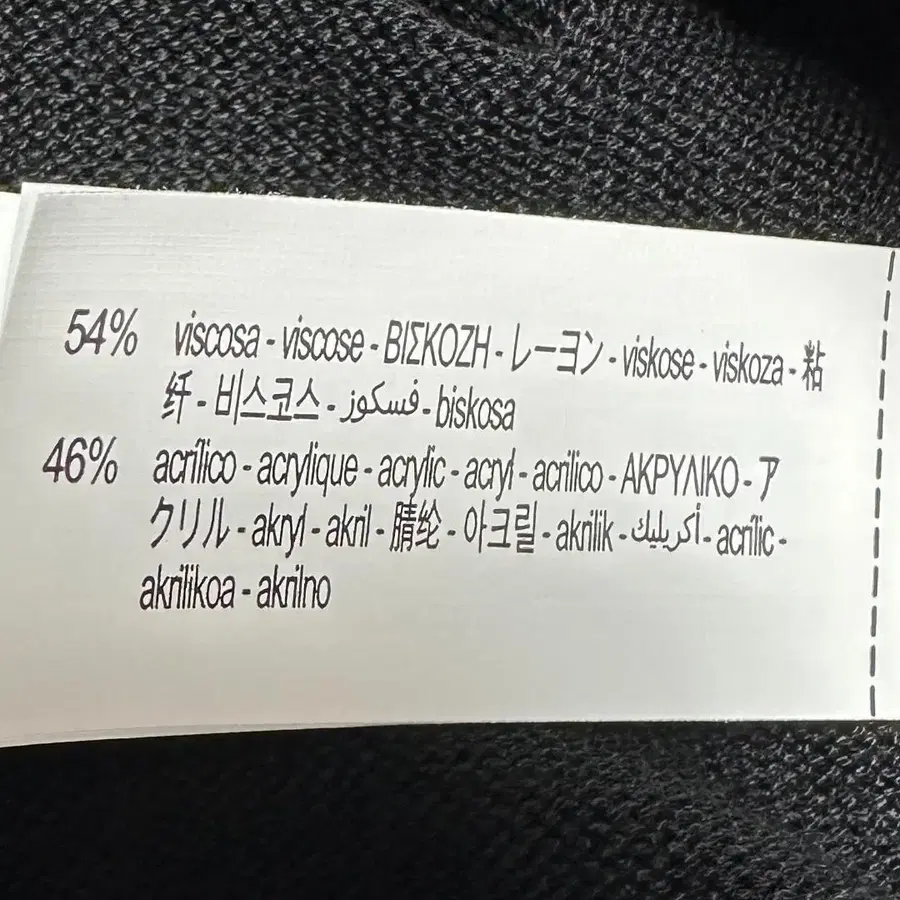 54% viscosa - viscose - ΒΙΣΚΟΖΗ - レーヨン - viskose - viskoza - 粘
纤 - 비스코스 - فسكوز - biskosa
46% acrílico - acrylique - acrylic - acryl - acrilico - ΑΚΡΥΛΙΚΟ - ア
クリル - akryl - akril - 腈纶 - 아크릴 - akrilik - أكريليك - acrílic -
akrilikoa - akrilno